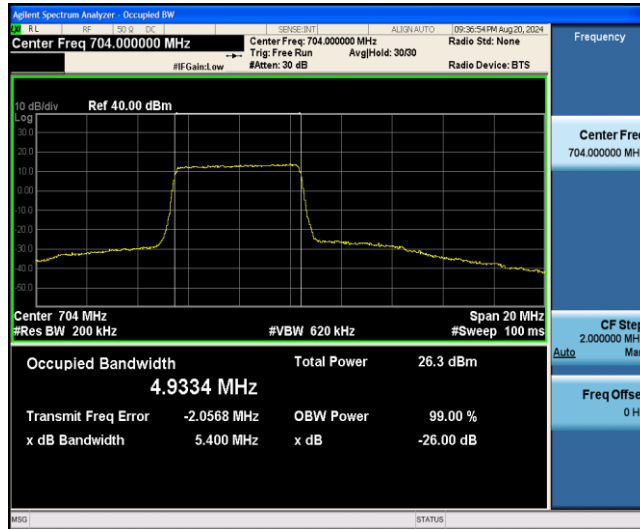 Agilent Spectrum Analyzer - Occupied BW
RL RF 50 Ω DC SENSE:INT ALIGN AUTO 09:36:54 PM Aug 20, 2024
Center Freq 704.000000 MHz
Center Freq: 704.000000 MHz Radio Std: None
Trig: Free Run Avg|Hold: 30/30
#IFGain:Low #Atten: 30 dB Radio Device: BTS
10 dB/div Ref 40.00 dBm
Log
30.0
20.0
10.0
0.00
-10.0
-20.0
-30.0
-40.0
-50.0
Center 704 MHz Span 20 MHz
#Res BW 200 kHz #VBW 620 kHz #Sweep 100 ms
Occupied Bandwidth Total Power 26.3 dBm
4.9334 MHz
Transmit Freq Error -2.0568 MHz OBW Power 99.00 %
x dB Bandwidth 5.400 MHz x dB -26.00 dB
MSG STATUS
Frequency
Center Fre
704.000000 MH
CF Ste
2.000000 MH
Auto Ma
Freq Offse
0 H